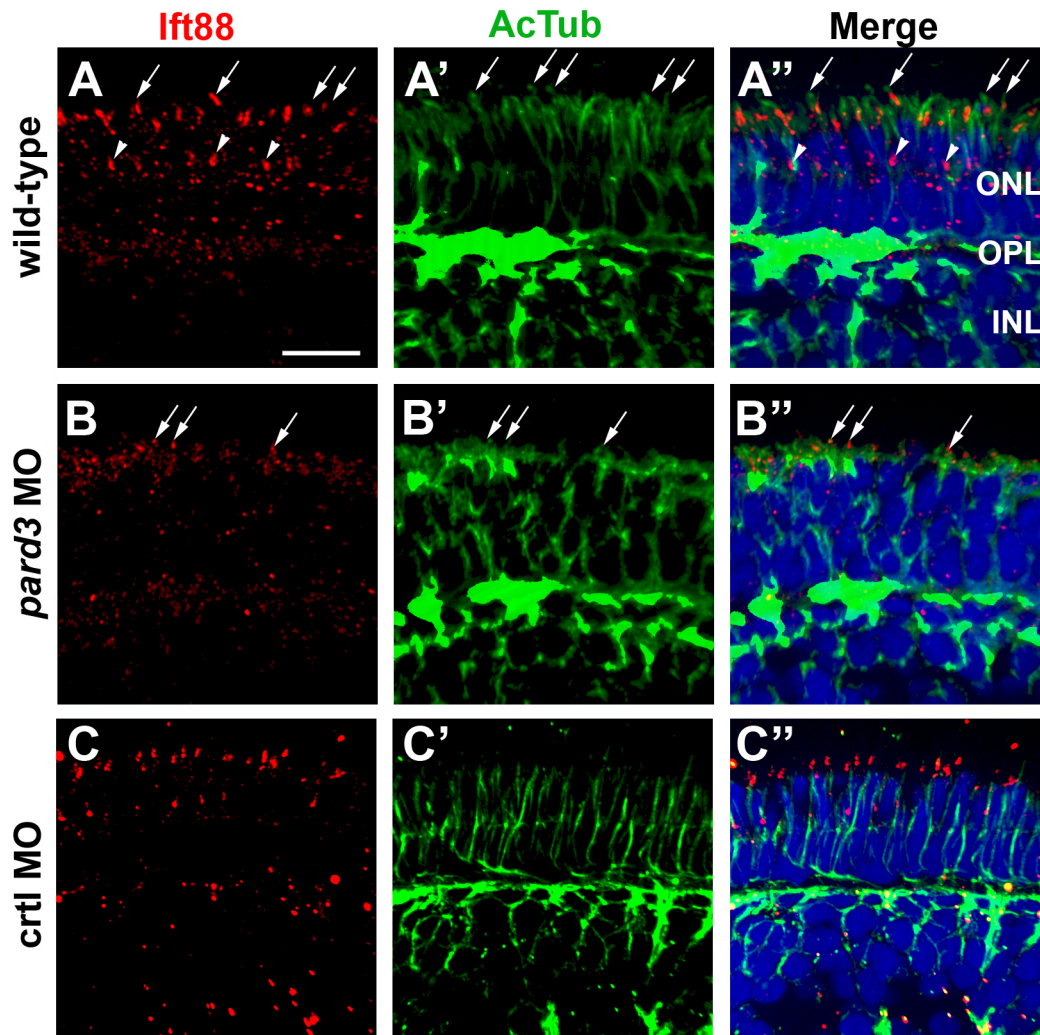 Ift88 AcTub Merge
wild-type
A A' A"
ONL
OPL
INL
pard3 MO
B B' B"
crtl MO
C C' C"